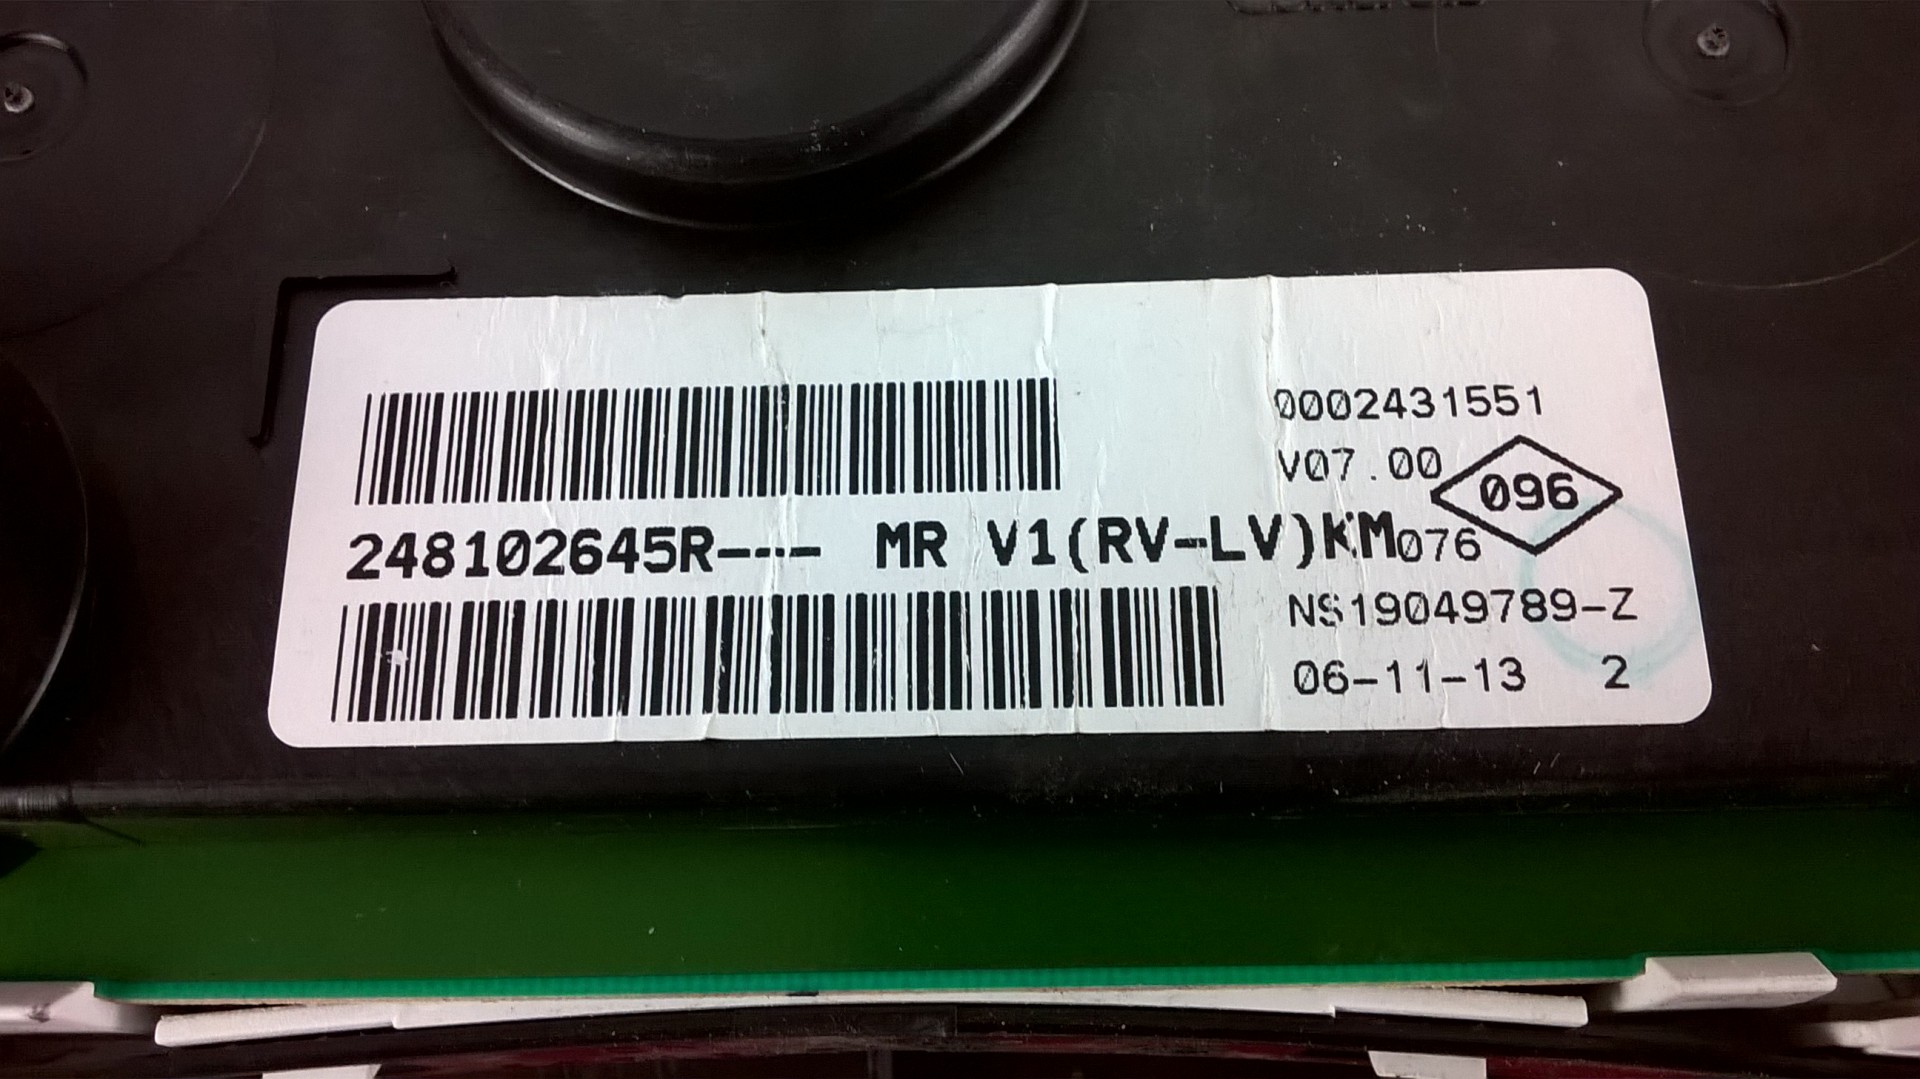 0002431551
V07.00
096
248102645R--- MR V1(RV-LV)KM076
NS19049789-Z
06-11-13 2